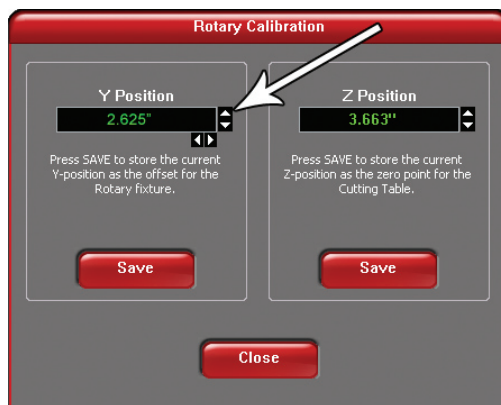 Rotary Calibration
Y Position
2.625"
Press SAVE to store the current
Y-position as the offset for the
Rotary fixture.
Save
Z Position
3.663"
Press SAVE to store the current
Z-position as the zero point for the
Cutting Table.
Save
Close